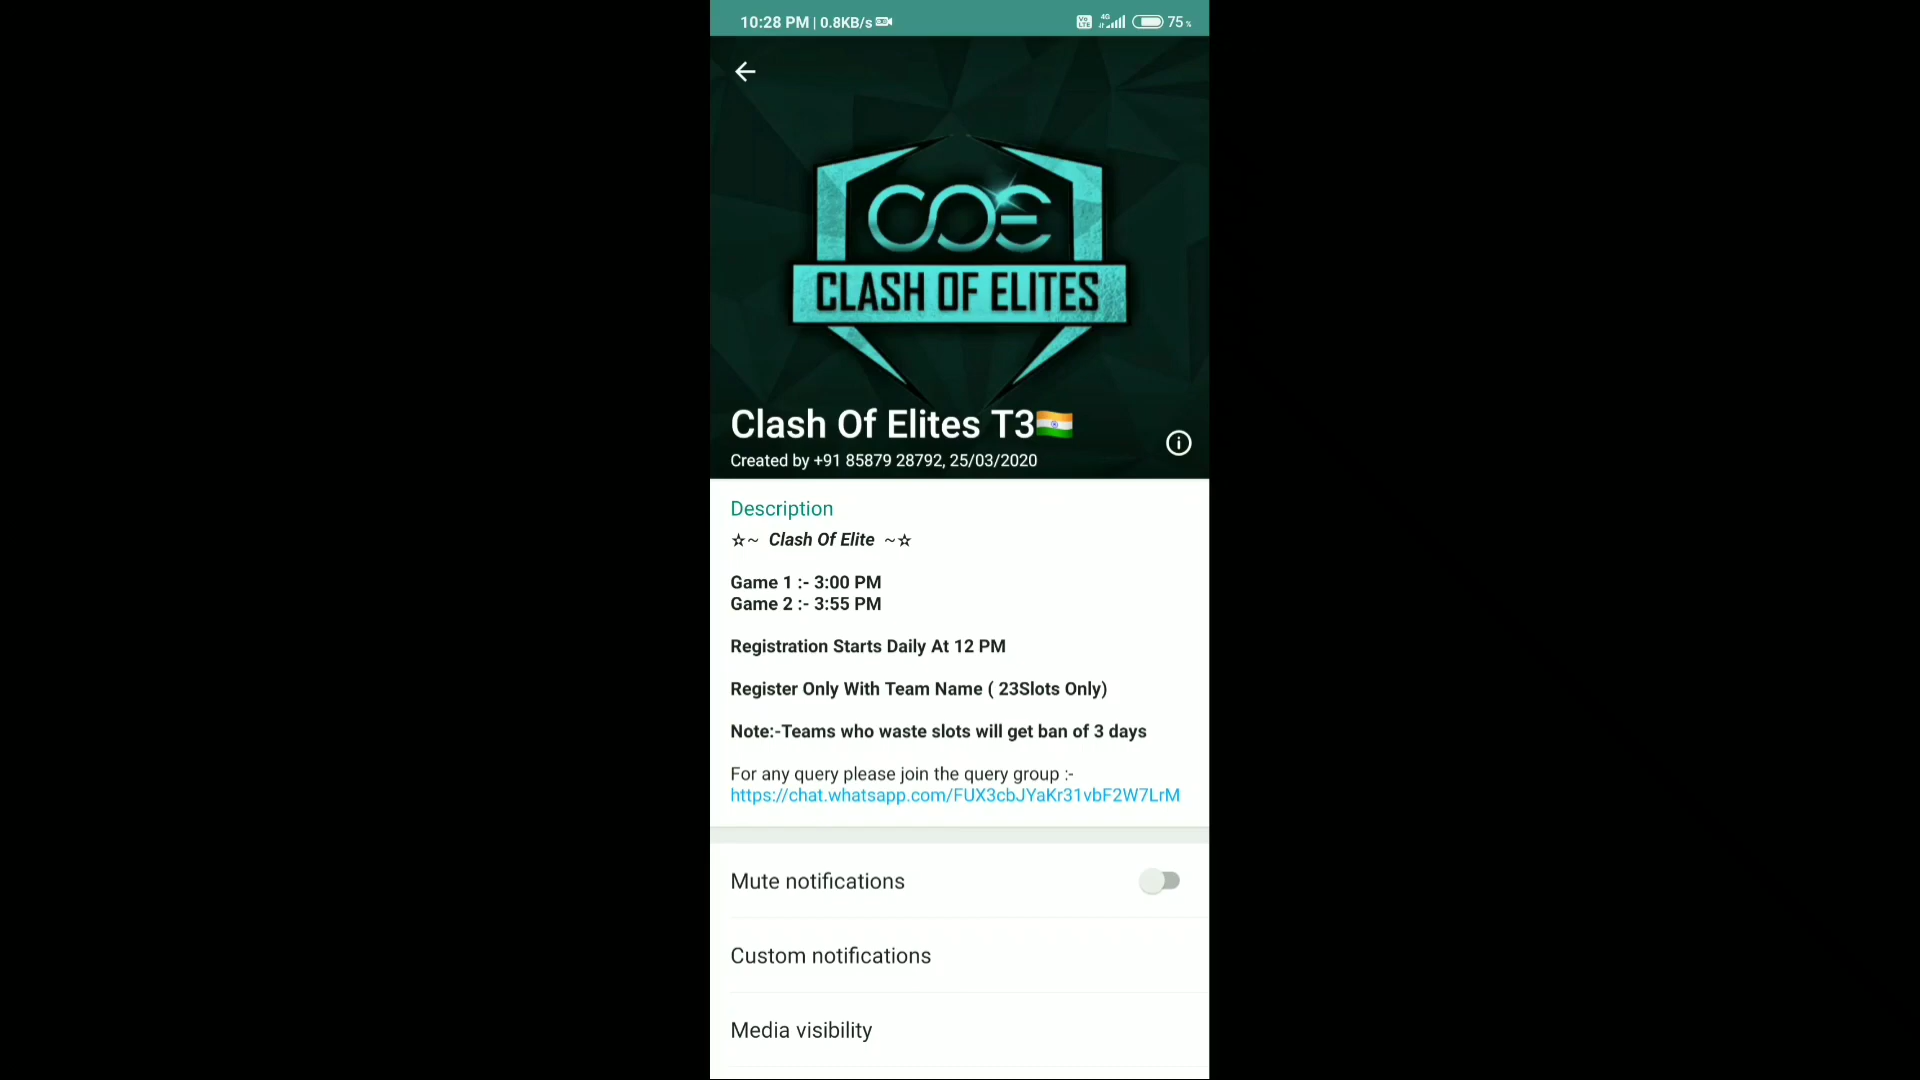 10:28 PM | 0.8KB/s
Vo LTE 4G 75%
COE
CLASH OF ELITES
Clash Of Elites T3🇮🇳
Created by +91 85879 28792, 25/03/2020
Description
☆~ Clash Of Elite ~☆
Game 1 :- 3:00 PM
Game 2 :- 3:55 PM
Registration Starts Daily At 12 PM
Register Only With Team Name ( 23Slots Only)
Note:-Teams who waste slots will get ban of 3 days
For any query please join the query group :-
https://chat.whatsapp.com/FUX3cbJYaKr31vbF2W7LrM
Mute notifications
Custom notifications
Media visibility